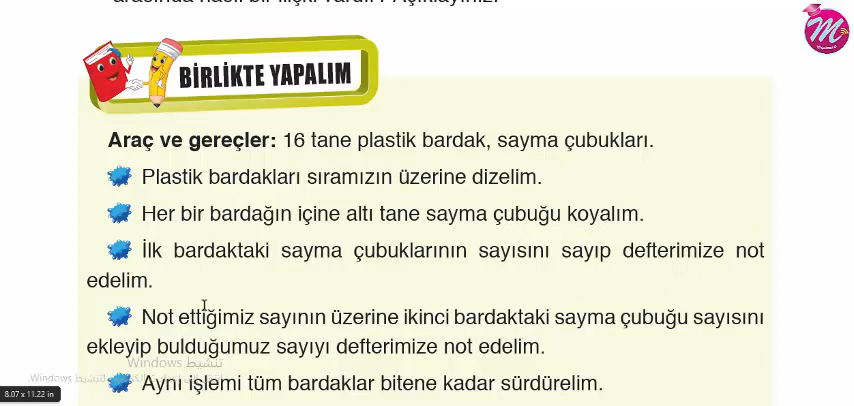 BİRLİKTE YAPALIM
Araç ve gereçler: 16 tane plastik bardak, sayma çubukları.
Plastik bardakları sıramızın üzerine dizelim.
Her bir bardağın içine altı tane sayma çubuğu koyalım.
İlk bardaktaki sayma çubuklarının sayısını sayıp defterimize not
edelim.
Not ettiğimiz sayının üzerine ikinci bardaktaki sayma çubuğu sayısını
ekleyip bulduğumuz sayıyı defterimize not edelim.
تنشيط Windows
Aynı işlemi tüm bardaklar bitene kadar sürdürelim.
8.07 x 11.22 in